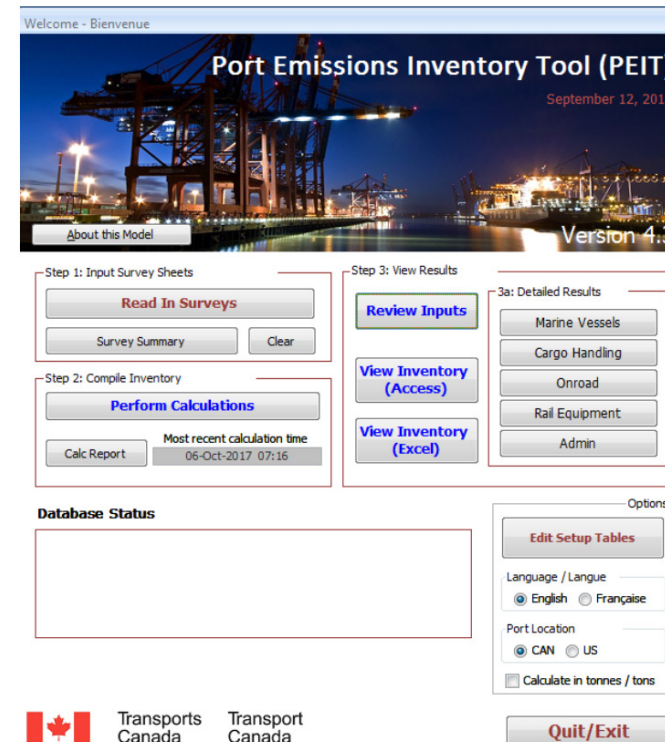 Welcome - Bienvenue
Port Emissions Inventory Tool (PEIT)
September 12, 201
About this Model
Version 4.
Step 1: Input Survey Sheets
Read In Surveys
Survey Summary
Clear
Step 2: Compile Inventory
Perform Calculations
Calc Report
Most recent calculation time
06-Oct-2017 07:16
Step 3: View Results
Review Inputs
View Inventory
(Access)
View Inventory
(Excel)
3a: Detailed Results
Marine Vessels
Cargo Handling
Onroad
Rail Equipment
Admin
Database Status
Options
Edit Setup Tables
Language / Langue
English
Française
Port Location
CAN
US
Calculate in tonnes / tons
Transports
Canada
Transport
Canada
Quit/Exit